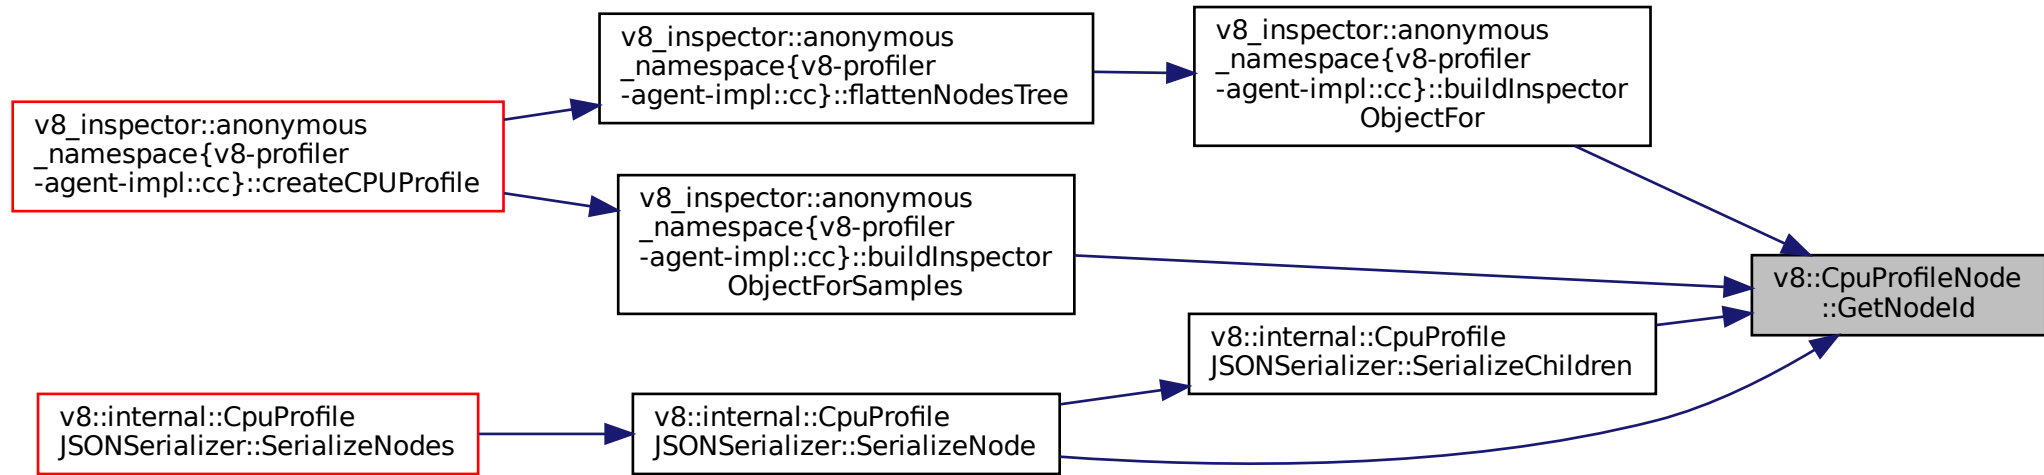 v8_inspector::anonymous
_namespace{v8-profiler
-agent-impl::cc}::createCPUProfile
v8_inspector::anonymous
_namespace{v8-profiler
-agent-impl::cc}::flattenNodesTree
v8_inspector::anonymous
_namespace{v8-profiler
-agent-impl::cc}::buildInspector
ObjectFor
v8_inspector::anonymous
_namespace{v8-profiler
-agent-impl::cc}::buildInspector
ObjectForSamples
v8::CpuProfileNode
::GetNodeId
v8::internal::CpuProfile
JSONSerializer::SerializeChildren
v8::internal::CpuProfile
JSONSerializer::SerializeNodes
v8::internal::CpuProfile
JSONSerializer::SerializeNode